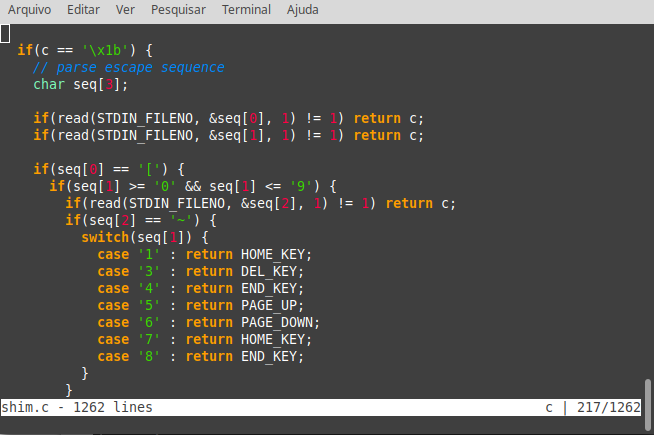 Arquivo Editar Ver Pesquisar Terminal Ajuda
if(c == '\x1b') {
// parse escape sequence
char seq[3];
if(read(STDIN_FILENO, &seq[0], 1) != 1) return c;
if(read(STDIN_FILENO, &seq[1], 1) != 1) return c;
if(seq[0] == '[') {
if(seq[1] >= '0' && seq[1] <= '9') {
if(read(STDIN_FILENO, &seq[2], 1) != 1) return c;
if(seq[2] == '~') {
switch(seq[1]) {
case '1' : return HOME_KEY;
case '3' : return DEL_KEY;
case '4' : return END_KEY;
case '5' : return PAGE_UP;
case '6' : return PAGE_DOWN;
case '7' : return HOME_KEY;
case '8' : return END_KEY;
}
}
shim.c - 1262 lines c | 217/1262